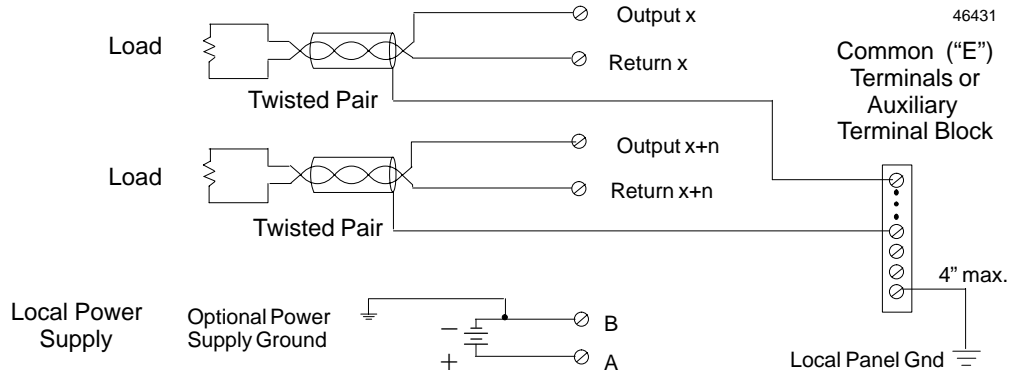 Output x
46431
Load
Return x
Common (“E”)
Terminals or
Auxiliary
Terminal Block
Twisted Pair
Output x+n
Load
Return x+n
Twisted Pair
4” max.
Local Power
Supply
Optional Power
Supply Ground
−
+
B
A
Local Panel Gnd